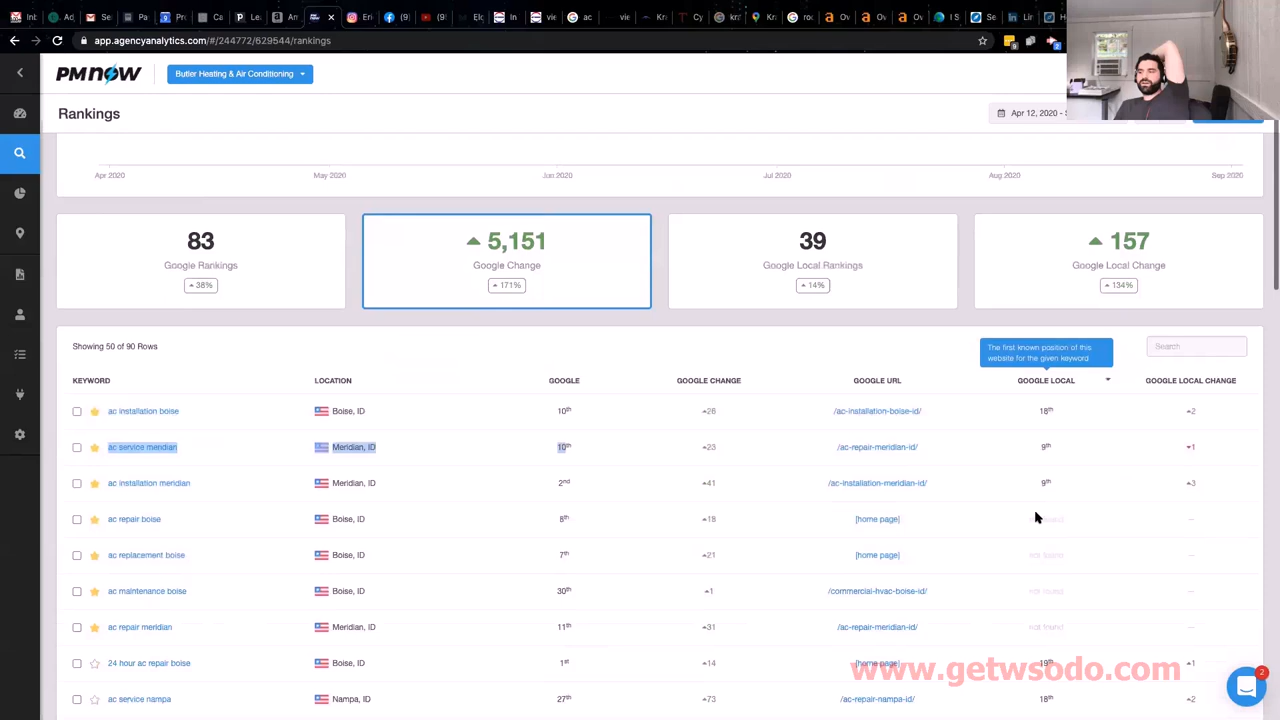 app.agencyanalytics.com/#/244772/629544/rankings
PMNOW
Butler Heating & Air Conditioning
Rankings
Apr 12, 2020 -
Apr 2020 May 2020 Jun 2020 Jul 2020 Aug 2020 Sep 2020
83 5,151 39 157
Google Rankings Google Change Google Local Rankings Google Local Change
38% 171% 14% 134%
Showing 50 of 90 Rows
The first known position of this
website for the given keyword
Search
KEYWORD LOCATION GOOGLE GOOGLE CHANGE GOOGLE URL GOOGLE LOCAL GOOGLE LOCAL CHANGE
ac installation boise Boise, ID 10th 26 /ac-installation-boise-id/ 18th 2
ac service meridian Meridian, ID 10th 23 /ac-repair-meridian-id/ 9th 1
ac installation meridian Meridian, ID 2nd 41 /ac-installation-meridian-id/ 9th 3
ac repair boise Boise, ID 8th 18 [home page] —
ac replacement boise Boise, ID 7th 21 [home page] not found —
ac maintenance boise Boise, ID 30th 1 /commercial-hvac-boise-id/ not found —
ac repair meridian Meridian, ID 11th 31 /ac-repair-meridian-id/ not found —
24 hour ac repair boise Boise, ID 1st 14 [home page] 19th 1
ac service nampa Nampa, ID 27th 73 /ac-repair-nampa-id/ 18th 2
www.getwsodo.com
2